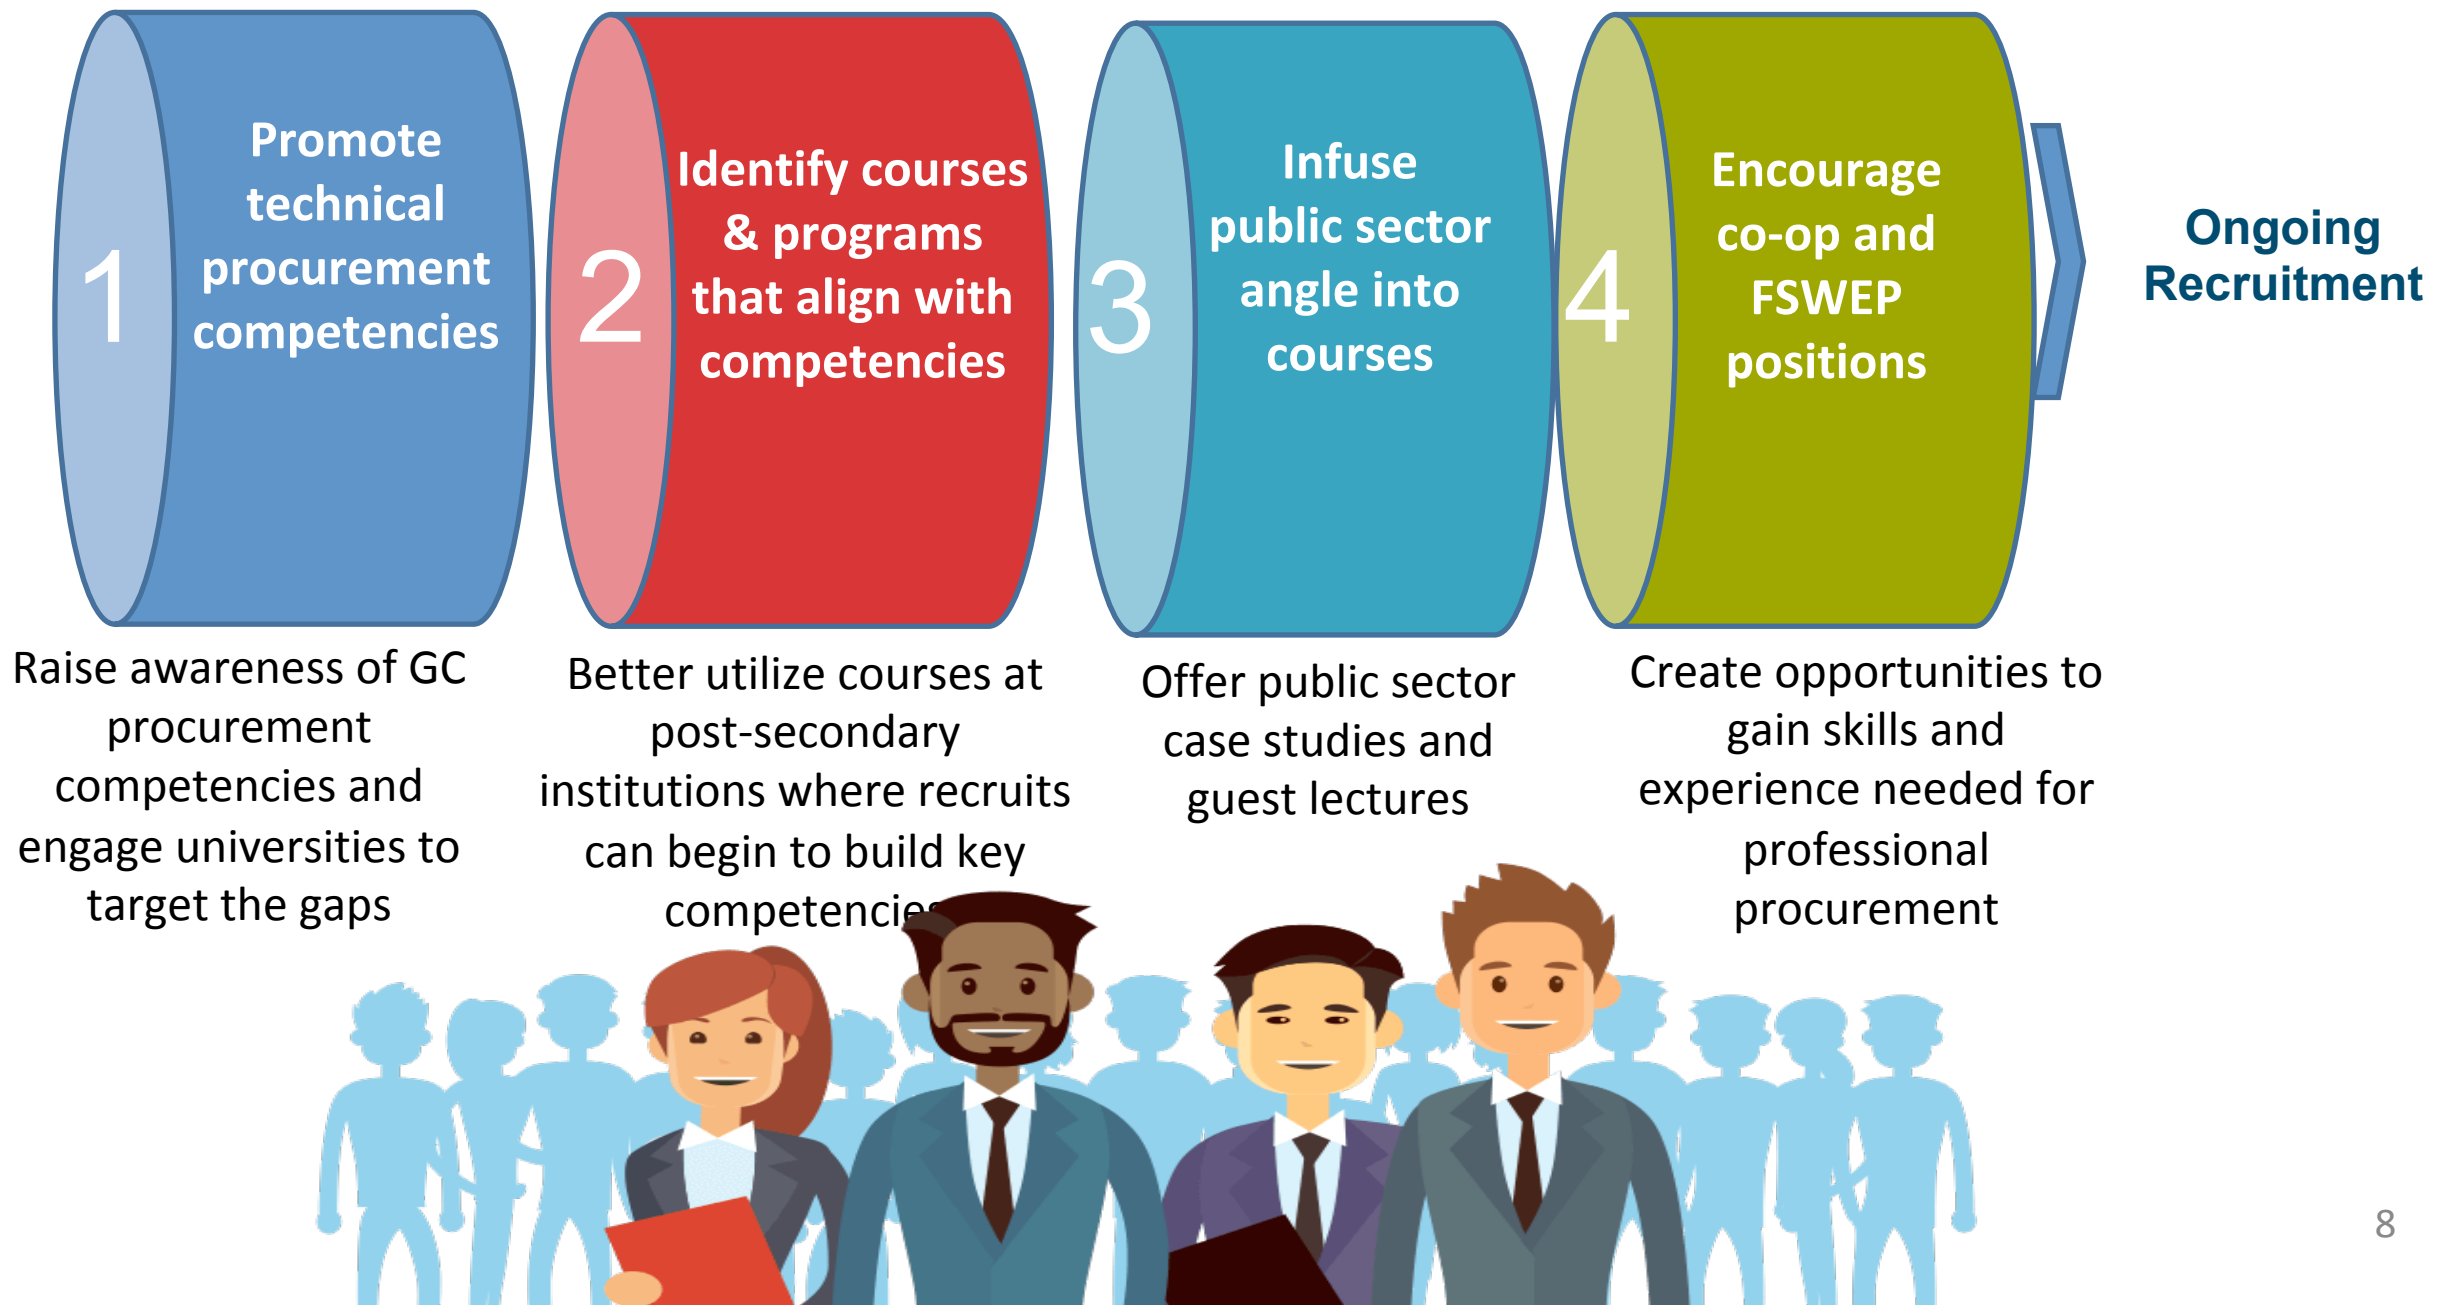 1
Promote
technical
procurement
competencies
2
Identify courses
& programs
that align with
competencies
3
Infuse
public sector
angle into
courses
4
Encourage
co-op and
FSWEP
positions
Ongoing
Recruitment
Raise awareness of GC
procurement
competencies and
engage universities to
target the gaps
Better utilize courses at
post-secondary
institutions where recruits
can begin to build key
competencies
Offer public sector
case studies and
guest lectures
Create opportunities to
gain skills and
experience needed for
professional
procurement
8